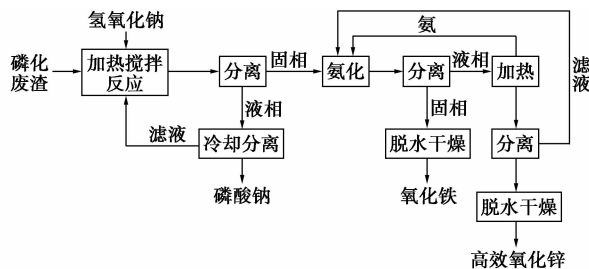 氢氧化钠
氨
磷化
废渣
加热搅拌
反应
分离
固相
氨化
分离
液相
加热
滤
液
液相
固相
滤液
冷却分离
脱水干燥
分离
磷酸钠
氧化铁
脱水干燥
高效氧化锌